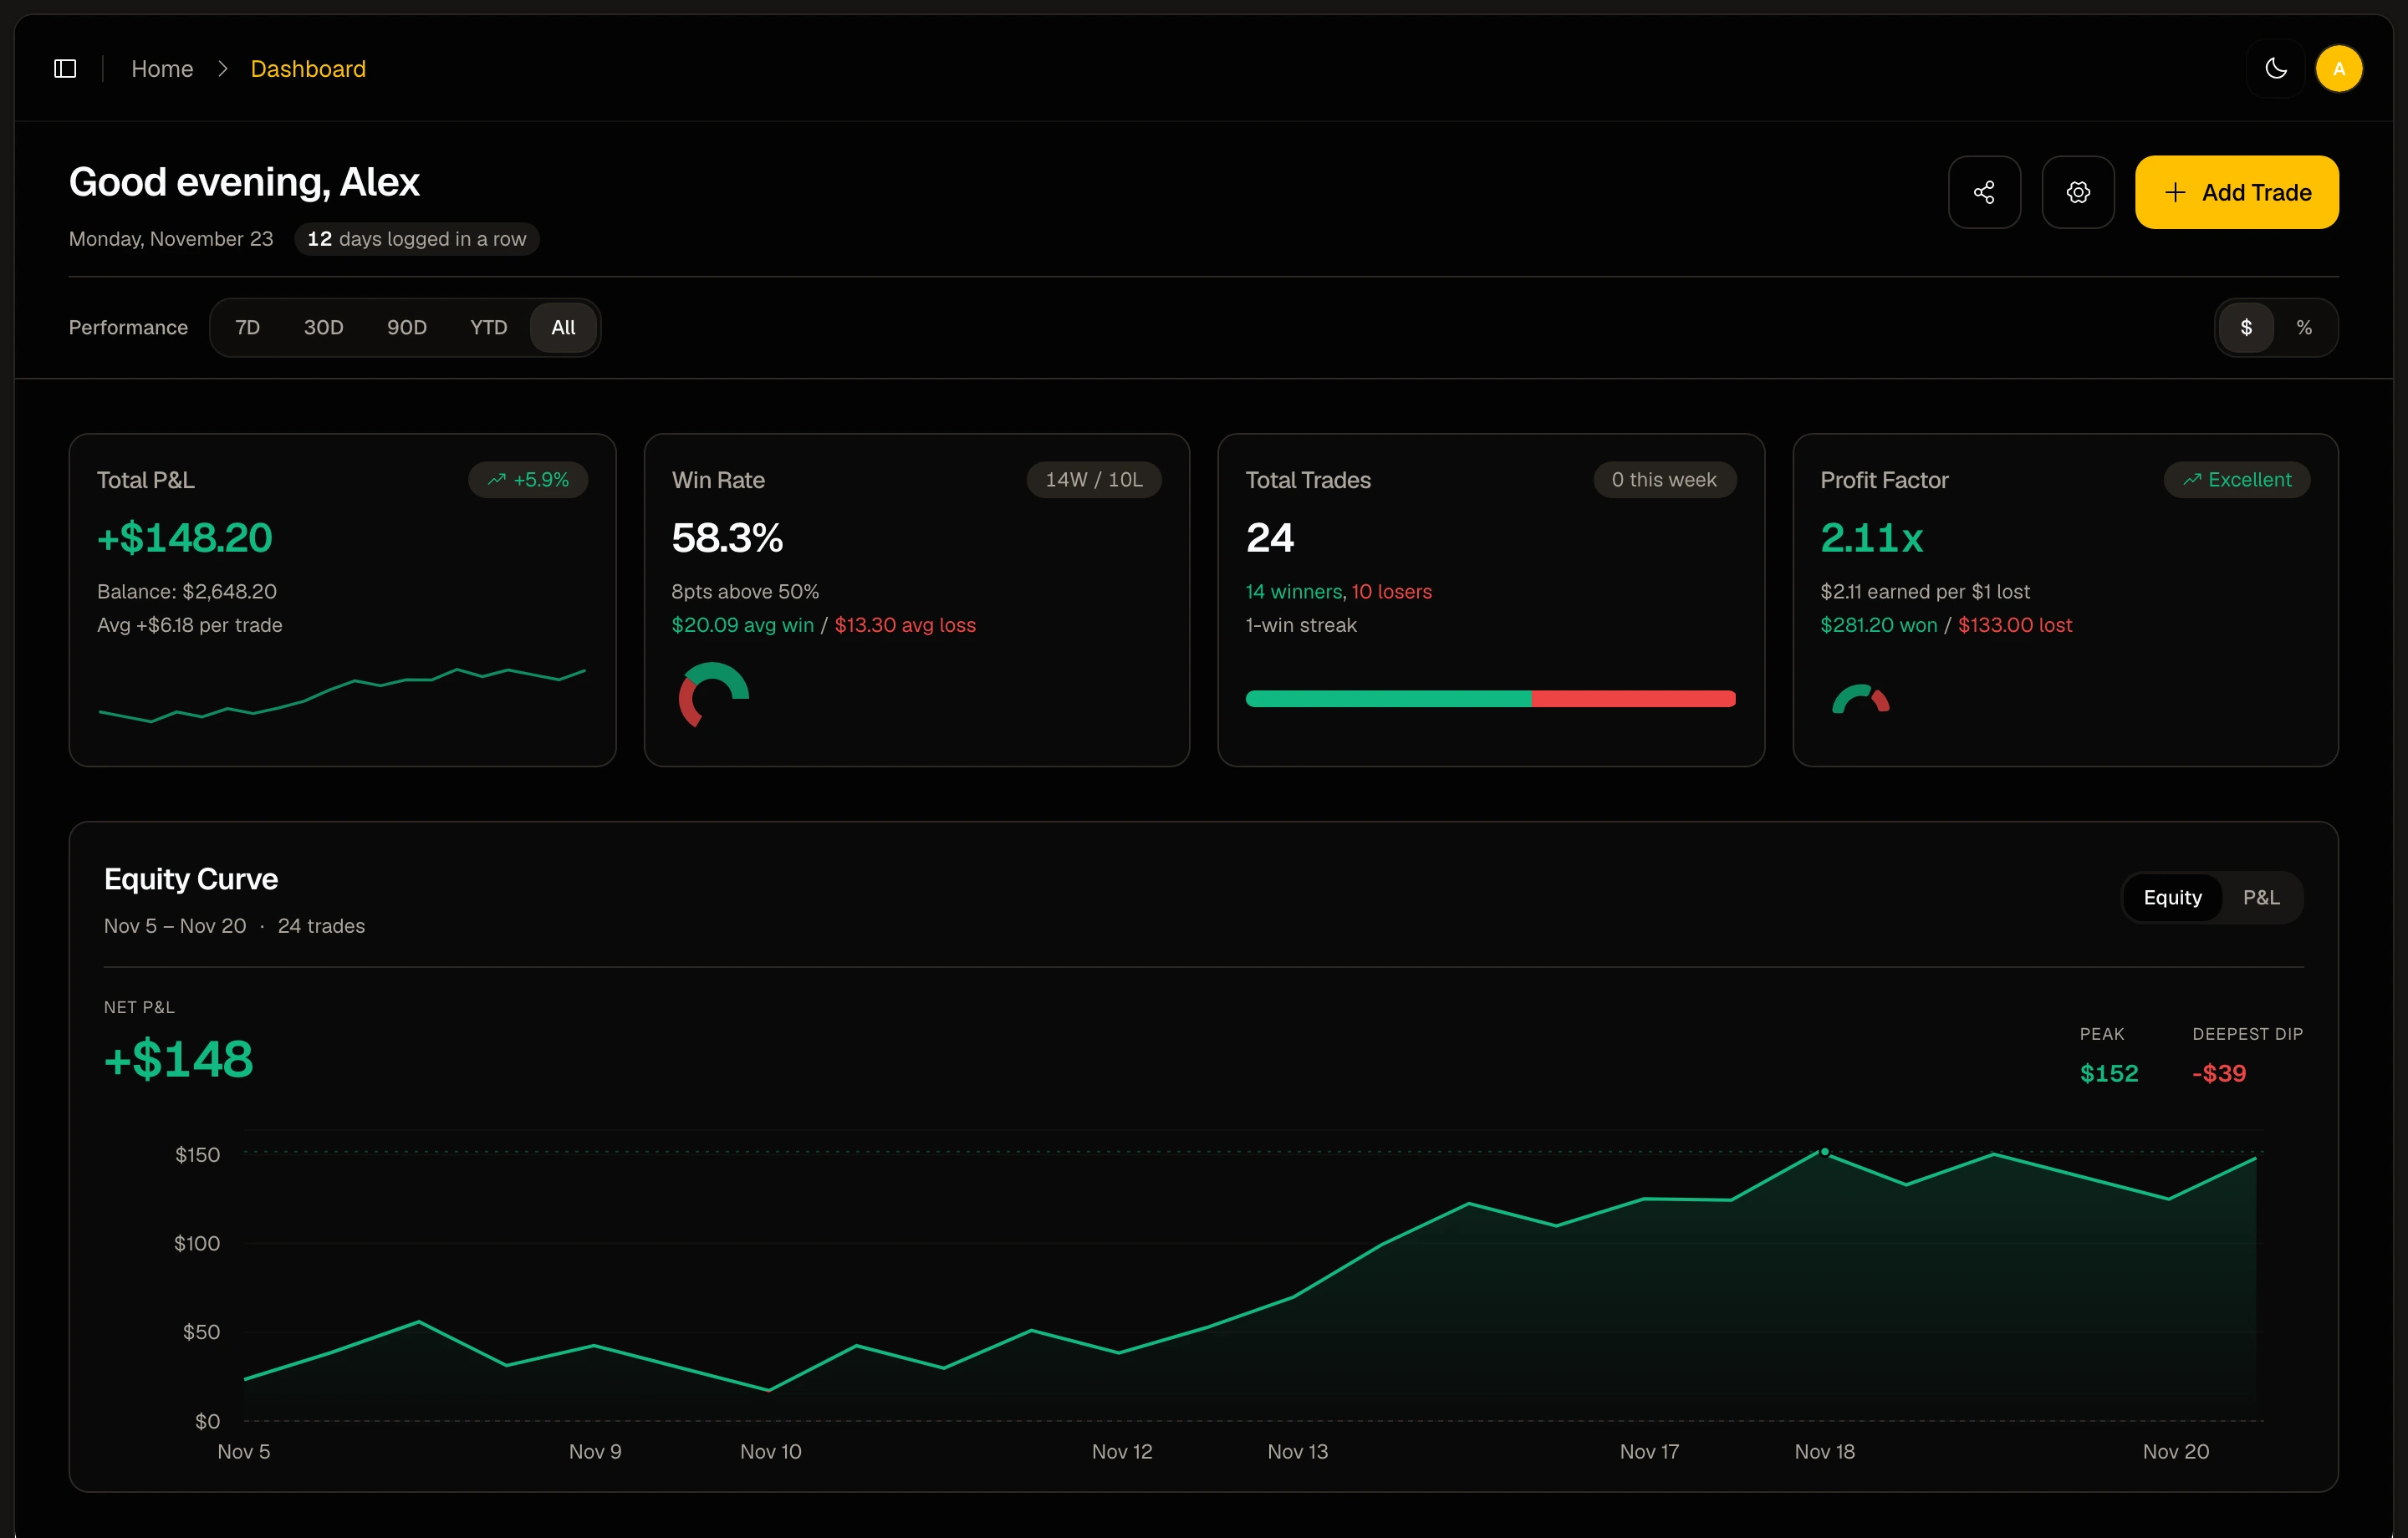 Home > Dashboard
A
Good evening, Alex
Monday, November 23 12 days logged in a row
Add Trade
Performance 7D 30D 90D YTD All
$ %
Total P&L +5.9%
+$148.20
Balance: $2,648.20
Avg +$6.18 per trade
Win Rate 14W / 10L
58.3%
8pts above 50%
$20.09 avg win / $13.30 avg loss
Total Trades 0 this week
24
14 winners, 10 losers
1-win streak
Profit Factor Excellent
2.11x
$2.11 earned per $1 lost
$281.20 won / $133.00 lost
Equity Curve
Nov 5 – Nov 20 · 24 trades
Equity P&L
NET P&L
+$148
PEAK
$152
DEEPEST DIP
-$39
$150
$100
$50
$0
Nov 5 Nov 9 Nov 10 Nov 12 Nov 13 Nov 17 Nov 18 Nov 20